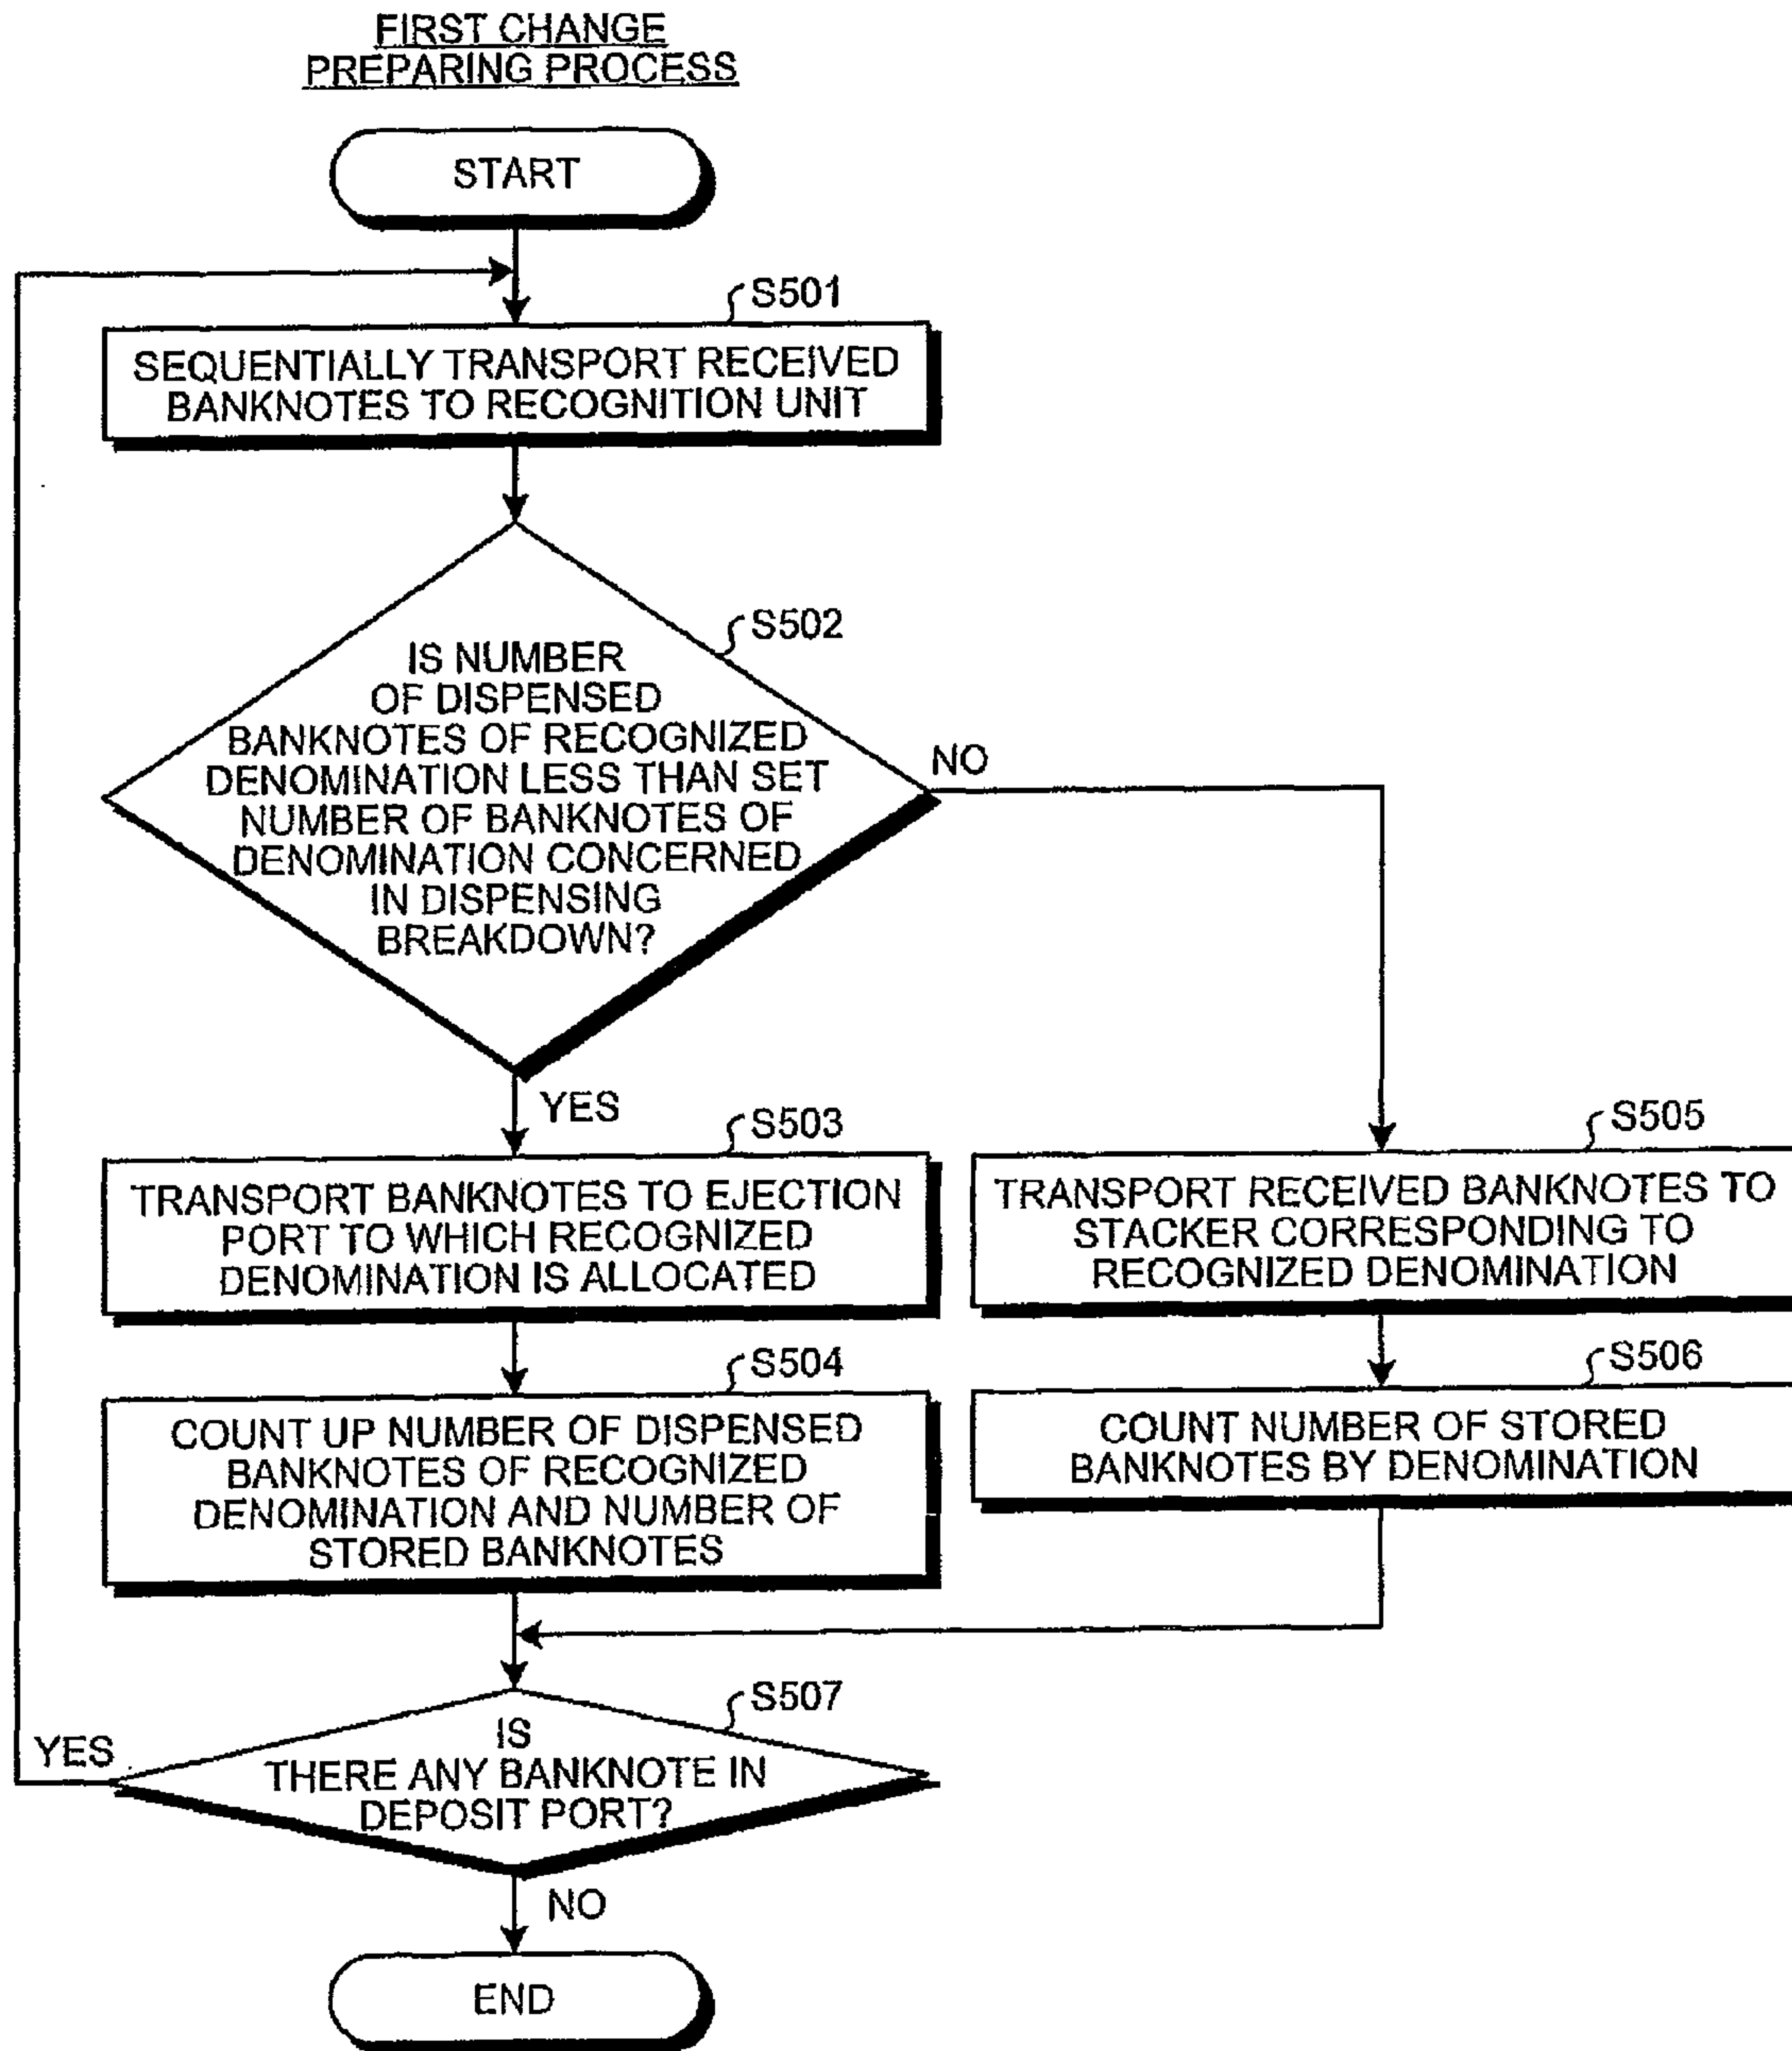 FIRST CHANGE
PREPARING PROCESS
START
S501
SEQUENTIALLY TRANSPORT RECEIVED
BANKNOTES TO RECOGNITION UNIT
S502
IS NUMBER
OF DISPENSED
BANKNOTES OF RECOGNIZED
DENOMINATION LESS THAN SET
NUMBER OF BANKNOTES OF
DENOMINATION CONCERNED
IN DISPENSING
BREAKDOWN?
NO
YES
S503
TRANSPORT BANKNOTES TO EJECTION
PORT TO WHICH RECOGNIZED
DENOMINATION IS ALLOCATED
S505
TRANSPORT RECEIVED BANKNOTES TO
STACKER CORRESPONDING TO
RECOGNIZED DENOMINATION
S504
COUNT UP NUMBER OF DISPENSED
BANKNOTES OF RECOGNIZED
DENOMINATION AND NUMBER OF
STORED BANKNOTES
S506
COUNT NUMBER OF STORED
BANKNOTES BY DENOMINATION
S507
YES
IS
THERE ANY BANKNOTE IN
DEPOSIT PORT?
NO
END